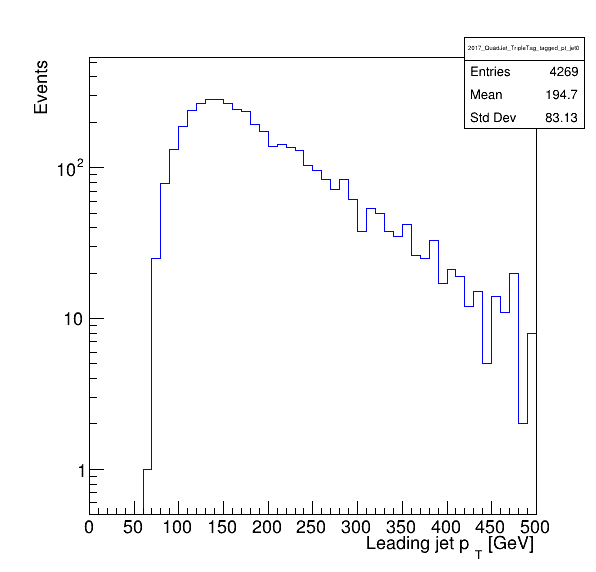 2017_QuadJet_TripleTag_tagged_pt_jet0
Entries 4269
Mean 194.7
Std Dev 83.13
Events
10²
10
1
0 50 100 150 200 250 300 350 400 450 500
Leading jet p_T [GeV]